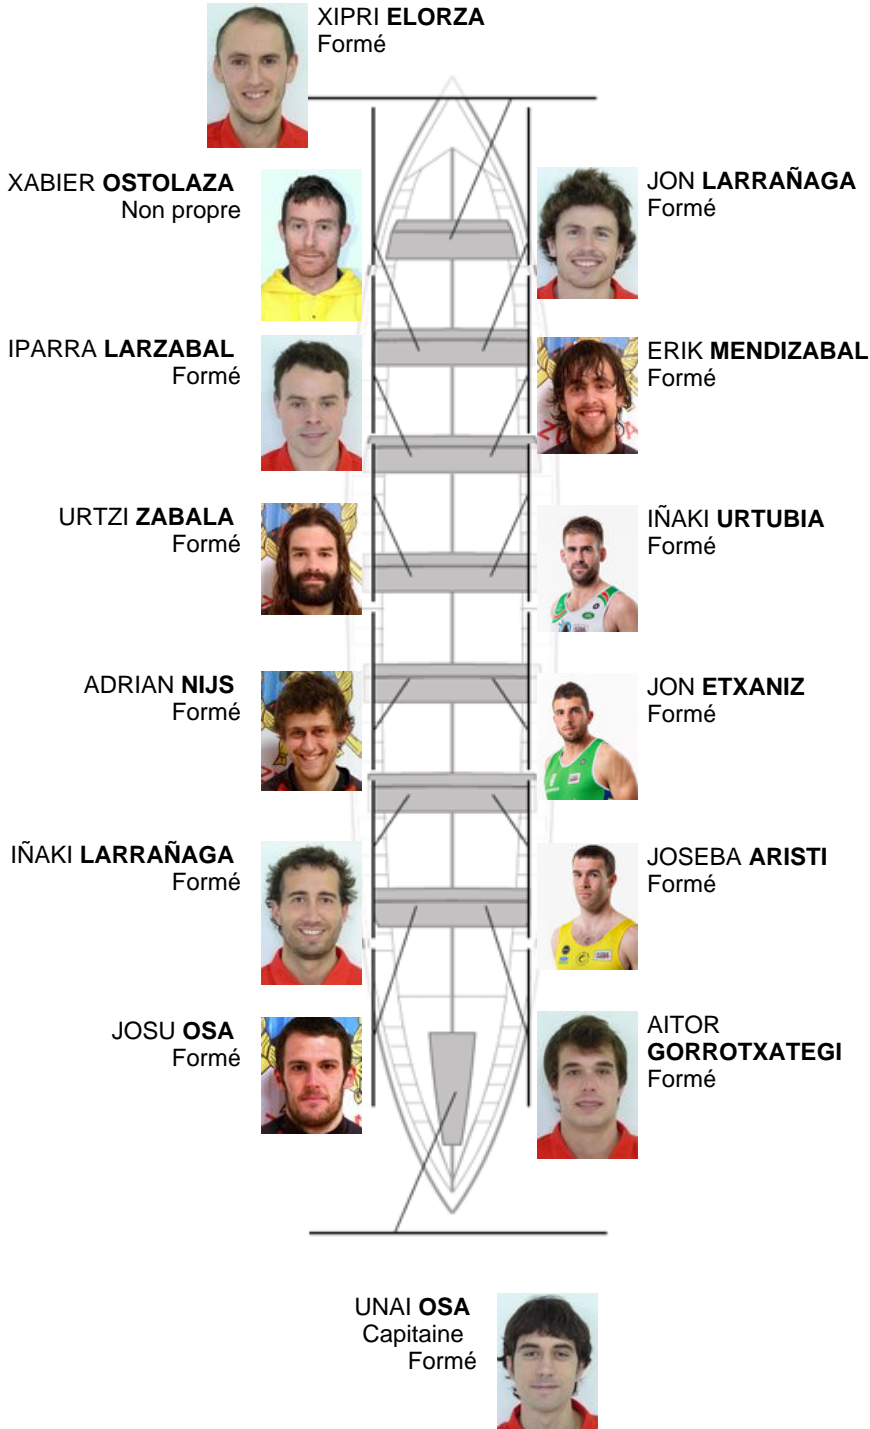 XIPRI ELORZA
Formé
XABIER OSTOLAZA
Non propre
JON LARRAÑAGA
Formé
IPARRA LARZABAL
Formé
ERIK MENDIZABAL
Formé
URTZI ZABALA
Formé
IÑAKI URTUBIA
Formé
ADRIAN NIJS
Formé
JON ETXANIZ
Formé
IÑAKI LARRAÑAGA
Formé
JOSEBA ARISTI
Formé
JOSU OSA
Formé
AITOR
GORROTXATEGI
Formé
UNAI OSA
Capitaine
Formé